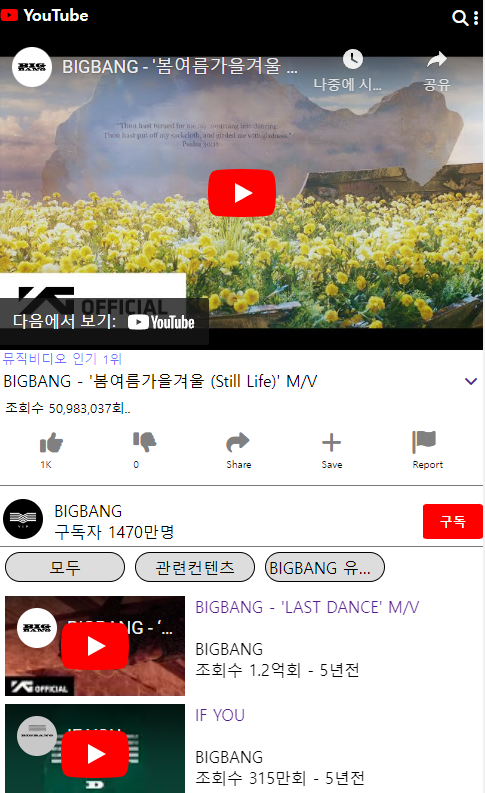 YouTube
BIG BANG
BIGBANG - '봄여름가을겨울 ...
나중에 시...
공유
"Thou hast turned for me my mourning into dancing
Thou hast put off my sackcloth, and girded me with gladness."
Psalm 30:11
YG OFFICIAL
다음에서 보기: YouTube
뮤직비디오 인기 1위
BIGBANG - '봄여름가을겨울 (Still Life)' M/V
조회수 50,983,037회..
1K
0
Share
Save
Report
BIGBANG
구독자 1470만명
구독
모두
관련컨텐츠
BIGBANG 유...
BIG BANG
BIGBANG - '...
YG OFFICIAL
BIGBANG - 'LAST DANCE' M/V
BIGBANG
조회수 1.2억회 - 5년전
IF YOU
BIGBANG
조회수 315만회 - 5년전